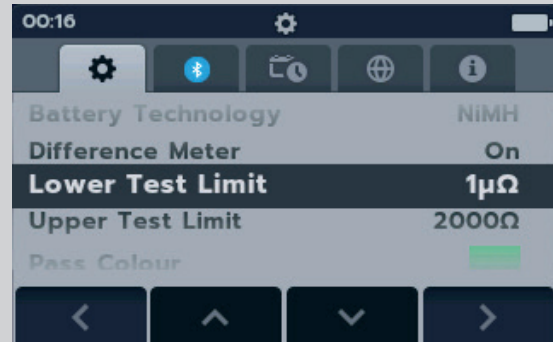 00:16
Battery Technology NiMH
Difference Meter On
Lower Test Limit 1µΩ
Upper Test Limit 2000Ω
Pass Colour